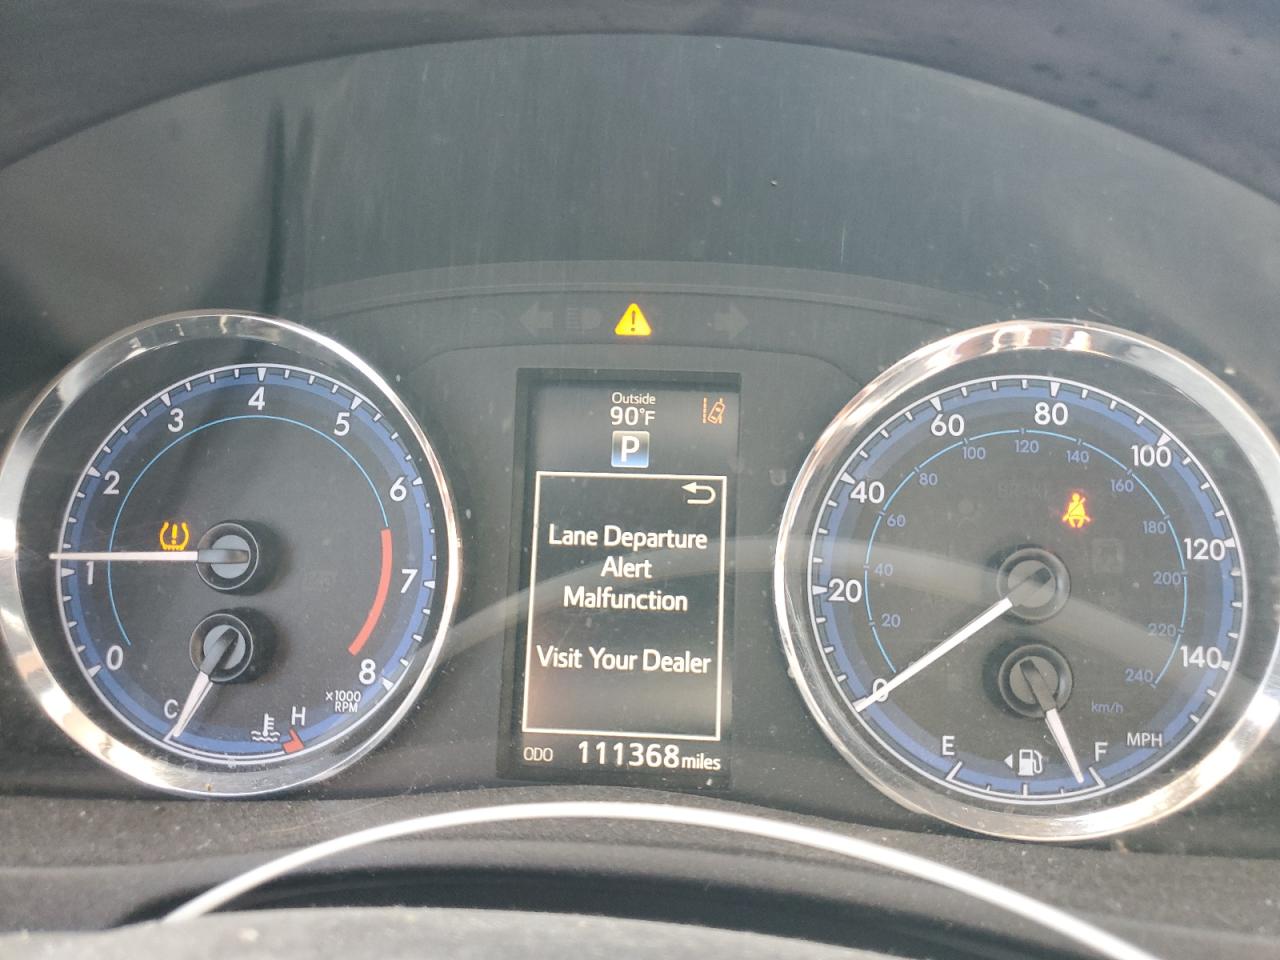 Outside
90°F
P
Lane Departure
Alert
Malfunction
Visit Your Dealer
ODO 111368 miles
0 1 2 3 4 5 6 7 8
×1000
RPM
C H
0 20 40 60 80 100 120 140
20 40 60 80 100 120 140 160 180 200 220 240
km/h
MPH
E F